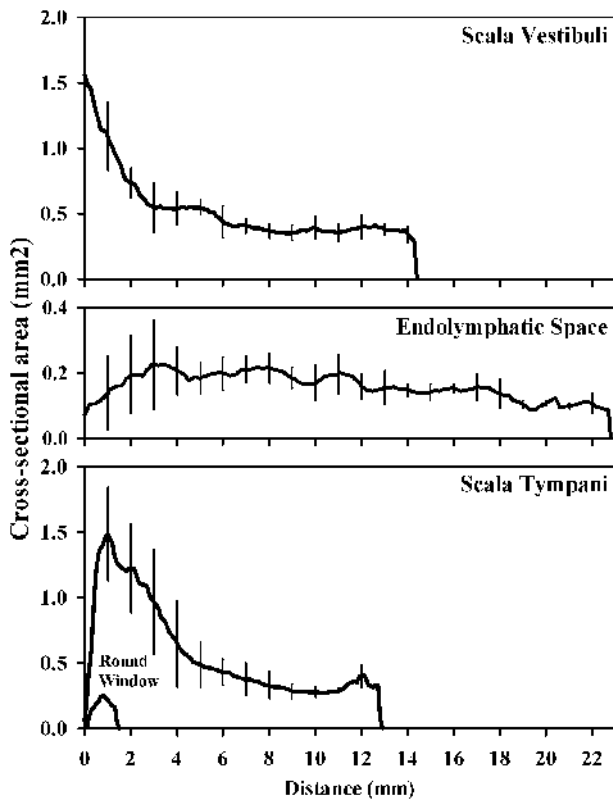 2.0
Scala Vestibuli
1.5
1.0
0.5
0.0
0.4
Endolymphatic Space
0.2
0.0
Cross-sectional area (mm2)
2.0
Scala Tympani
1.5
1.0
0.5
Round
Window
0.0
0 2 4 6 8 10 12 14 16 18 20 22
Distance (mm)